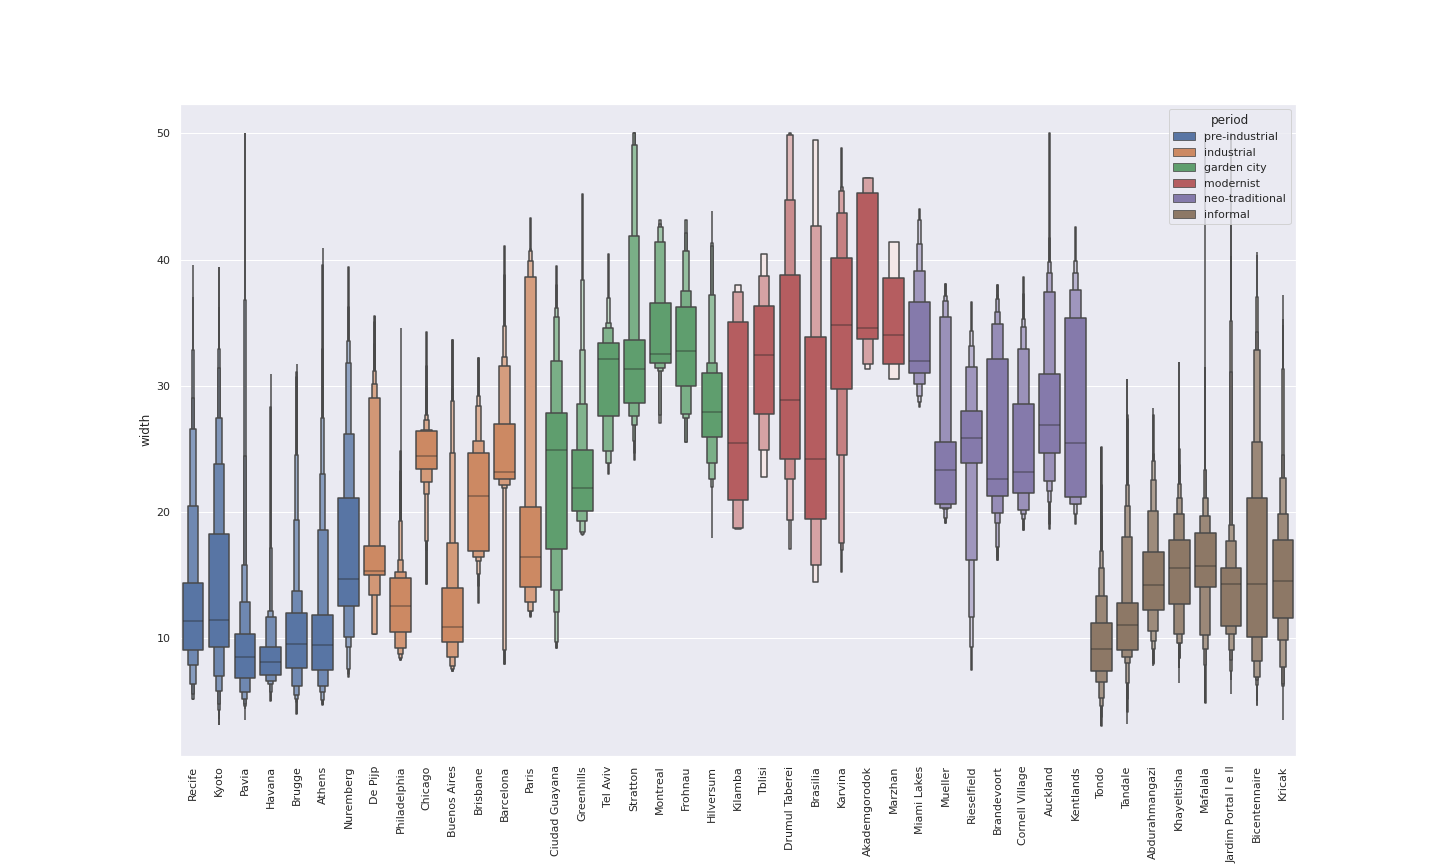 period
pre-industrial
industrial
garden city
modernist
neo-traditional
informal
50
40
30
20
10
width
Recife
Kyoto
Pavia
Havana
Brugge
Athens
Nuremberg
De Pijp
Philadelphia
Chicago
Buenos Aires
Brisbane
Barcelona
Paris
Ciudad Guayana
Greenhills
Tel Aviv
Stratton
Montreal
Frohnau
Hilversum
Kilamba
Tblisi
Drumul Taberei
Brasilia
Karvina
Akademgorodok
Marzhan
Miami Lakes
Mueller
Rieselfield
Brandevoort
Cornell Village
Auckland
Kentlands
Tondo
Tandale
Abdurahmangazi
Khayeltisha
Mafalala
Jardim Portal I e II
Bicentennaire
Kricak